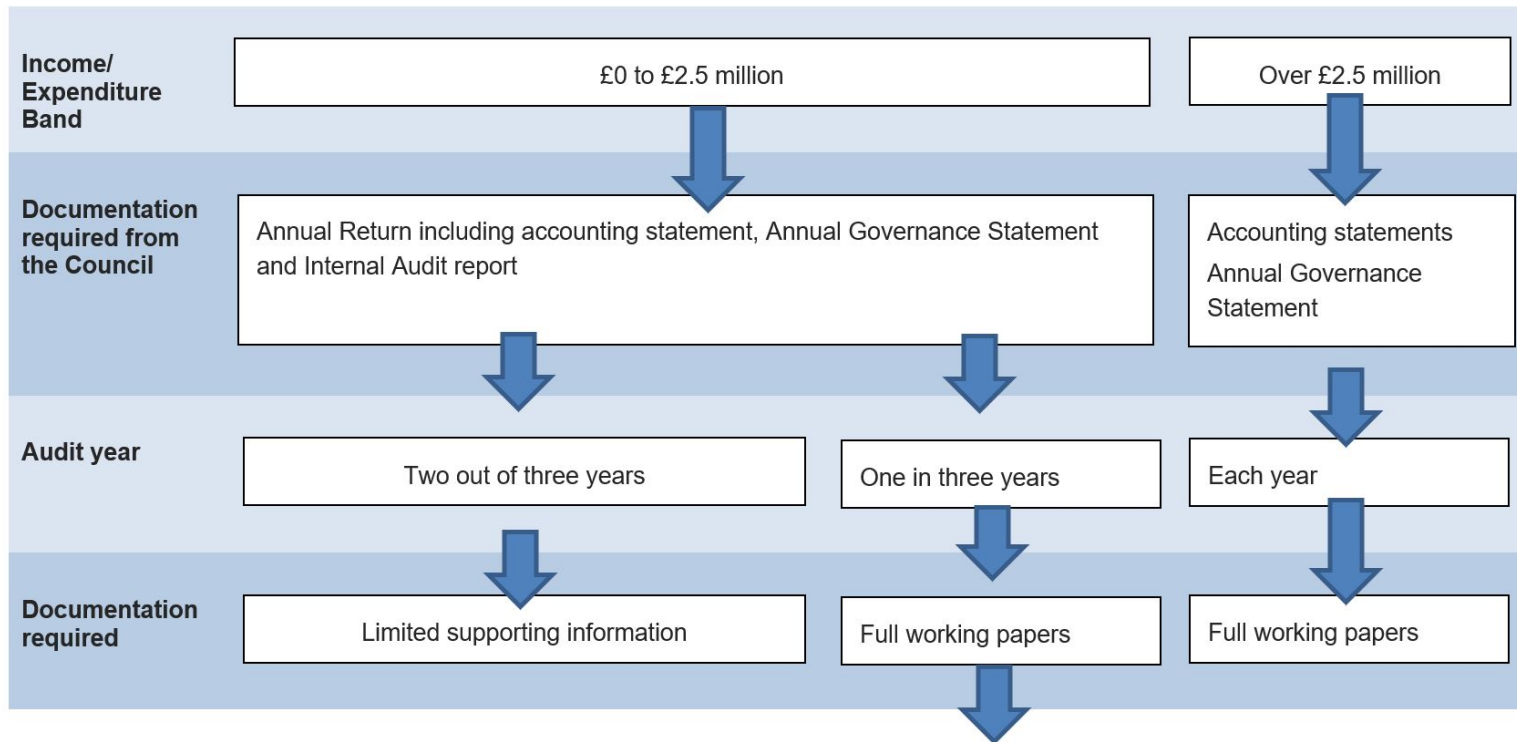 Income/
Expenditure
Band
£0 to £2.5 million
Over £2.5 million
Documentation
required from
the Council
Annual Return including accounting statement, Annual Governance Statement
and Internal Audit report
Accounting statements
Annual Governance
Statement
Audit year
Two out of three years
One in three years
Each year
Documentation
required
Limited supporting information
Full working papers
Full working papers